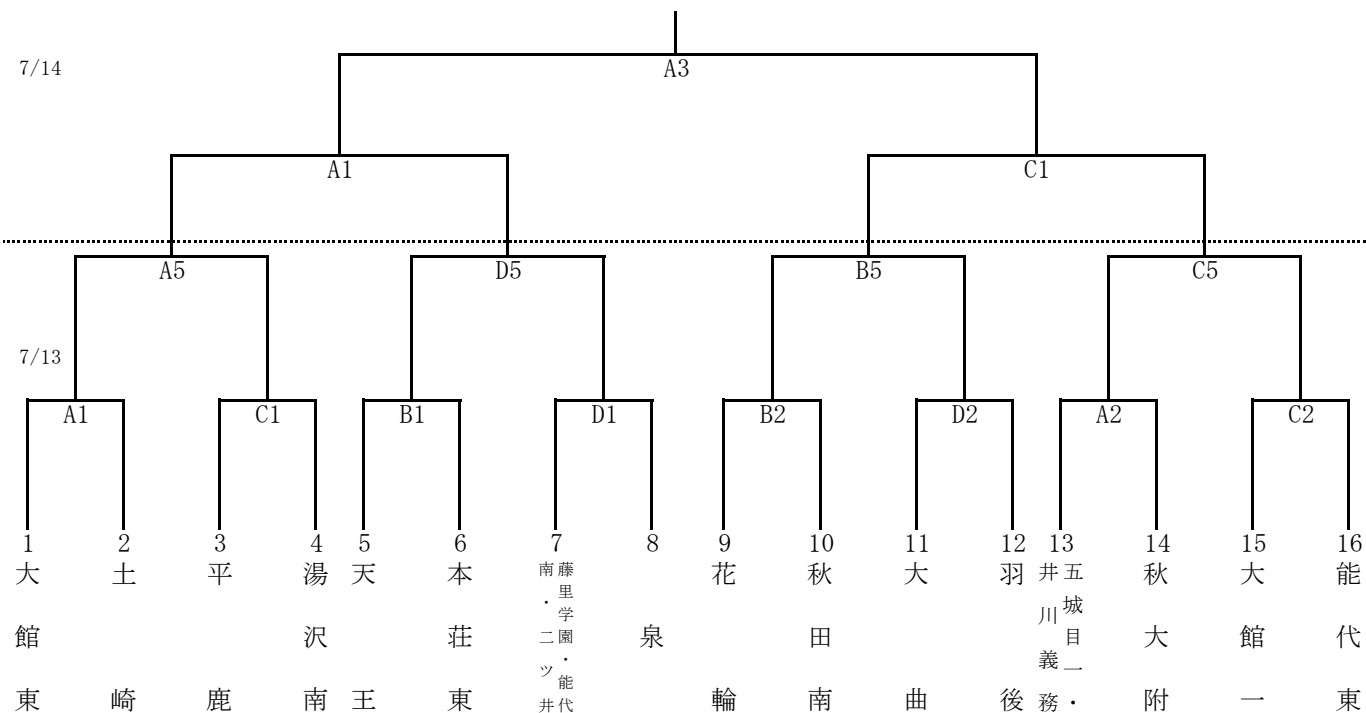 7/14
A3
A1
C1
A5
D5
B5
C5
7/13
A1
C1
B1
D1
B2
D2
A2
C2
1
2
3
4
5
6
7
8
9
10
11
12
13
14
15
16
大館東
土崎
平鹿
湯沢南
天王
本荘東
藤里学園・能代
南・二ツ井
泉
花輪
秋田南
大曲
羽後
五城目一・
井川義務
秋大附
大館一
能代東